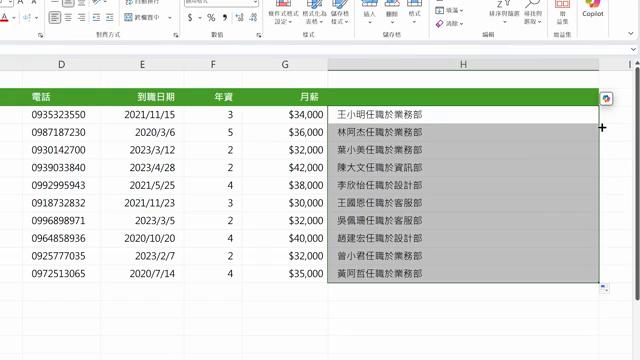 自動換行
通用格式
跨欄置中
$ % 9
條件式格式 設定
格式化為 表格
儲存格 樣式
插入 刪除 格式
填滿
清除
排序與篩選 尋找與 選取
增 益集
Copilot
對齊方式 數值 樣式 儲存格 編輯 增益集
D E F G H I
電話 到職日期 年資 月薪
0935323550 2021/11/15 3 $34,000 王小明任職於業務部
0987187230 2020/3/6 5 $36,000 林阿杰任職於業務部
0930142700 2023/3/12 2 $32,000 葉小美任職於業務部
0939033840 2023/4/28 2 $42,000 陳大文任職於資訊部
0992995943 2021/5/25 4 $38,000 李欣怡任職於設計部
0918732832 2021/11/23 3 $30,000 王國恩任職於客服部
0996898971 2023/3/5 2 $32,000 吳佩珊任職於客服部
0964858936 2020/10/20 4 $40,000 趙建宏任職於設計部
0925777035 2023/2/7 2 $32,000 曾小君任職於業務部
0972513065 2020/7/14 4 $35,000 黃阿哲任職於業務部